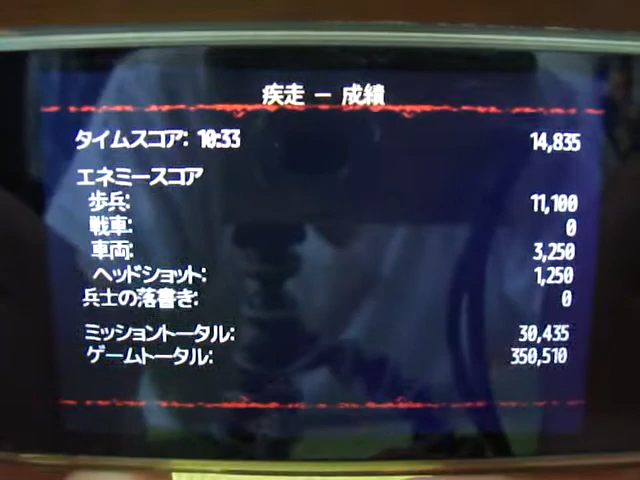 疾走 − 成績
タイムスコア: 10:33 14,835
エネミースコア
歩兵: 11,100
戦車: 0
車両: 3,250
ヘッドショット: 1,250
兵士の落書き: 0
ミッショントータル: 30,435
ゲームトータル: 350,510